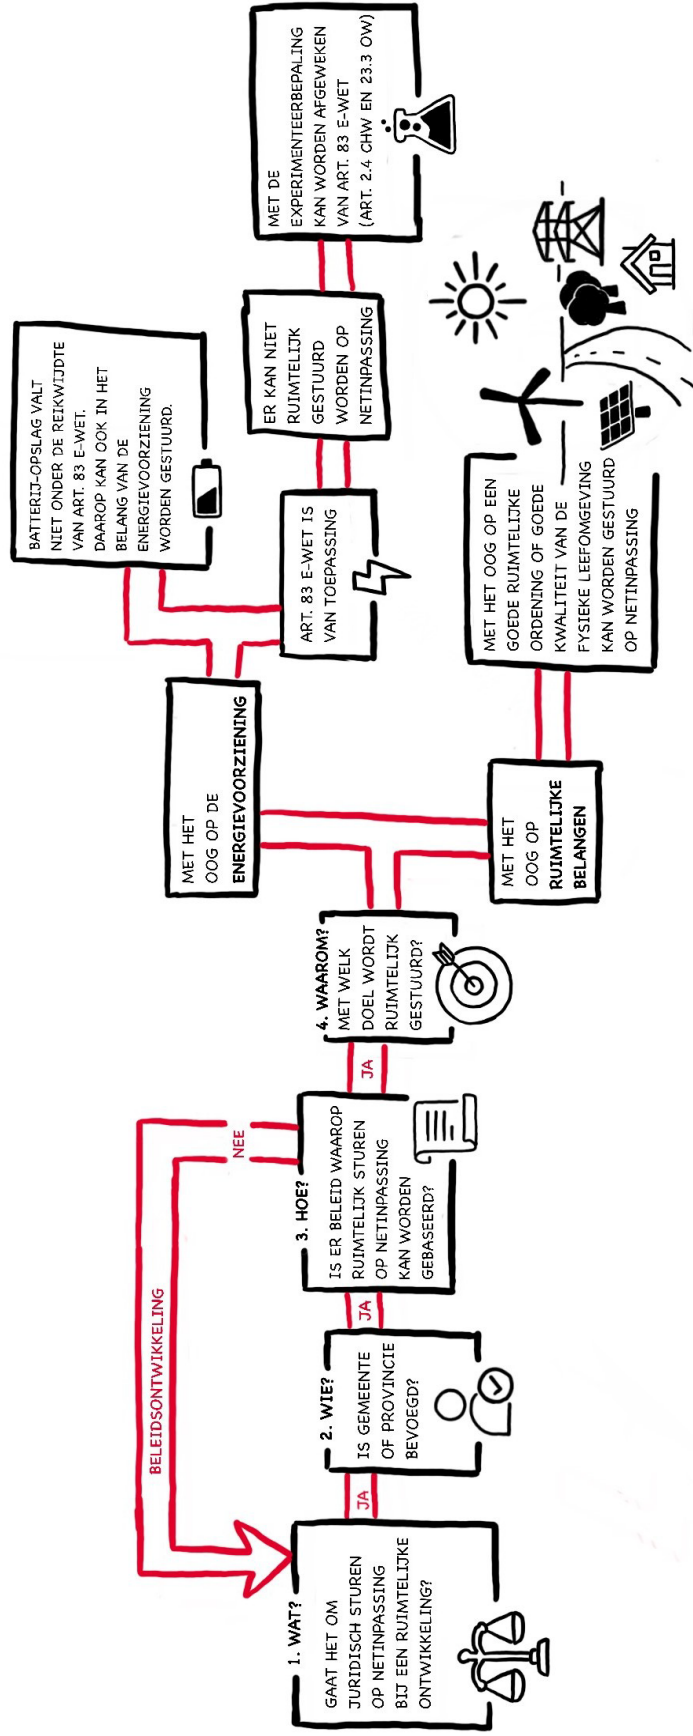 1. WAT?
GAAT HET OM
JURIDISCH STUREN
OP NETINPASSING
BIJ EEN RUIMTELIJKE
ONTWIKKELING?
JA
2. WIE?
IS GEMEENTE
OF PROVINCIE
BEVOEGD?
JA
3. HOE?
IS ER BELEID WAAROP
RUIMTELIJK STUREN
OP NETINPASSING
KAN WORDEN
GEBASEERD?
NEE
BELEIDSONTWIKKELING
JA
4. WAAROM?
MET WELK
DOEL WORDT
RUIMTELIJK
GESTUURD?
MET HET
OOG OP DE
ENERGIEVOORZIENING
BATTERIJ-OPSLAG VALT
NIET ONDER DE REIKWIJDTE
VAN ART. 83 E-WET.
DAAROP KAN OOK IN HET
BELANG VAN DE
ENERGIEVOORZIENING
WORDEN GESTUURD.
ART. 83 E-WET IS
VAN TOEPASSING
ER KAN NIET
RUIMTELIJK
GESTUURD
WORDEN OP
NETINPASSING
MET DE
EXPERIMENTEERBEPALING
KAN WORDEN AFGEWEKEN
VAN ART. 83 E-WET
(ART. 2.4 CHW EN 23.3 OW)
MET HET
OOG OP
RUIMTELIJKE
BELANGEN
MET HET OOG OP EEN
GOEDE RUIMTELIJKE
ORDENING OF GOEDE
KWALITEIT VAN DE
FYSIEKE LEEFOMGEVING
KAN WORDEN GESTUURD
OP NETINPASSING